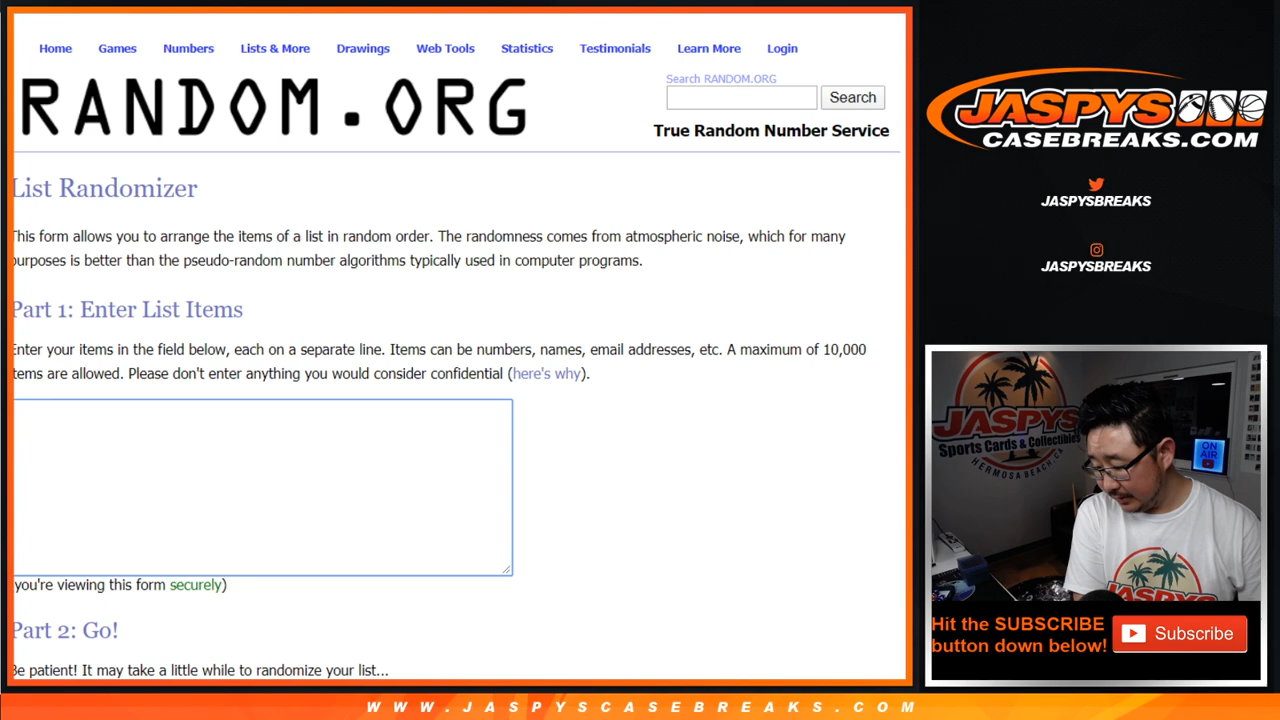 Home Games Numbers Lists & More Drawings Web Tools Statistics Testimonials Learn More Login
RANDOM.ORG
Search RANDOM.ORG
Search
True Random Number Service
List Randomizer
This form allows you to arrange the items of a list in random order. The randomness comes from atmospheric noise, which for many
purposes is better than the pseudo-random number algorithms typically used in computer programs.
Part 1: Enter List Items
Enter your items in the field below, each on a separate line. Items can be numbers, names, email addresses, etc. A maximum of 10,000
items are allowed. Please don't enter anything you would consider confidential (here's why).
you're viewing this form securely)
Part 2: Go!
Be patient! It may take a little while to randomize your list...
JASPYS
CASEBREAKS.COM
JASPYSBREAKS
JASPYSBREAKS
JASPYS
Sports Cards & Collectibles
HERMOSA BEACH, CA
ON
AIR
JASPYS
Hit the SUBSCRIBE
button down below!
Subscribe
WWW.JASPYSCASEBREAKS.COM